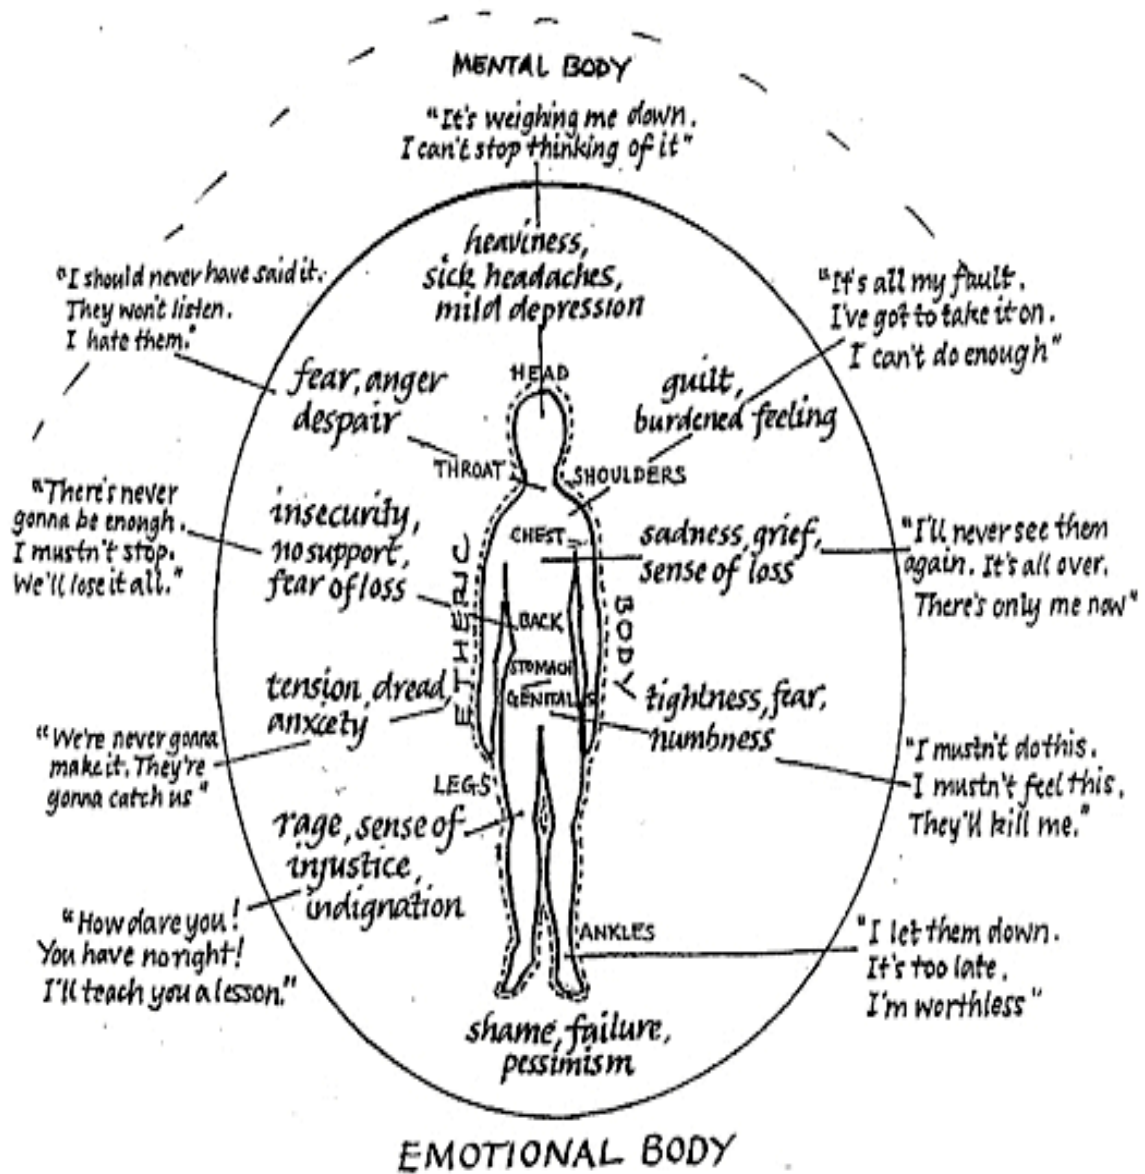 MENTAL BODY
"It's weighing me down.
I can't stop thinking of it"
heaviness,
sick headaches,
mild depression
"I should never have said it.
They won't listen.
I hate them."
"It's all my fault.
I've got to take it on.
I can't do enough"
fear, anger
despair
HEAD
guilt,
burdened feeling
THROAT
SHOULDERS
"There's never
gonna be enough.
I mustn't stop.
We'll lose it all."
insecurity,
no support,
fear of loss
CHEST
sadness, grief,
sense of loss
"I'll never see them
again. It's all over.
There's only me now"
ETHERIC
BODY
BACK
STOMACH
GENITALS
tension, dread,
anxcety
tightness, fear,
numbness
"We're never gonna
make it. They're
gonna catch us"
"I mustn't do this.
I mustn't feel this.
They'll kill me."
LEGS
rage, sense of
injustice,
indignation
"How dare you!
You have no right!
I'll teach you a lesson."
ANKLES
"I let them down.
It's too late.
I'm worthless"
shame, failure,
pessimism
EMOTIONAL BODY